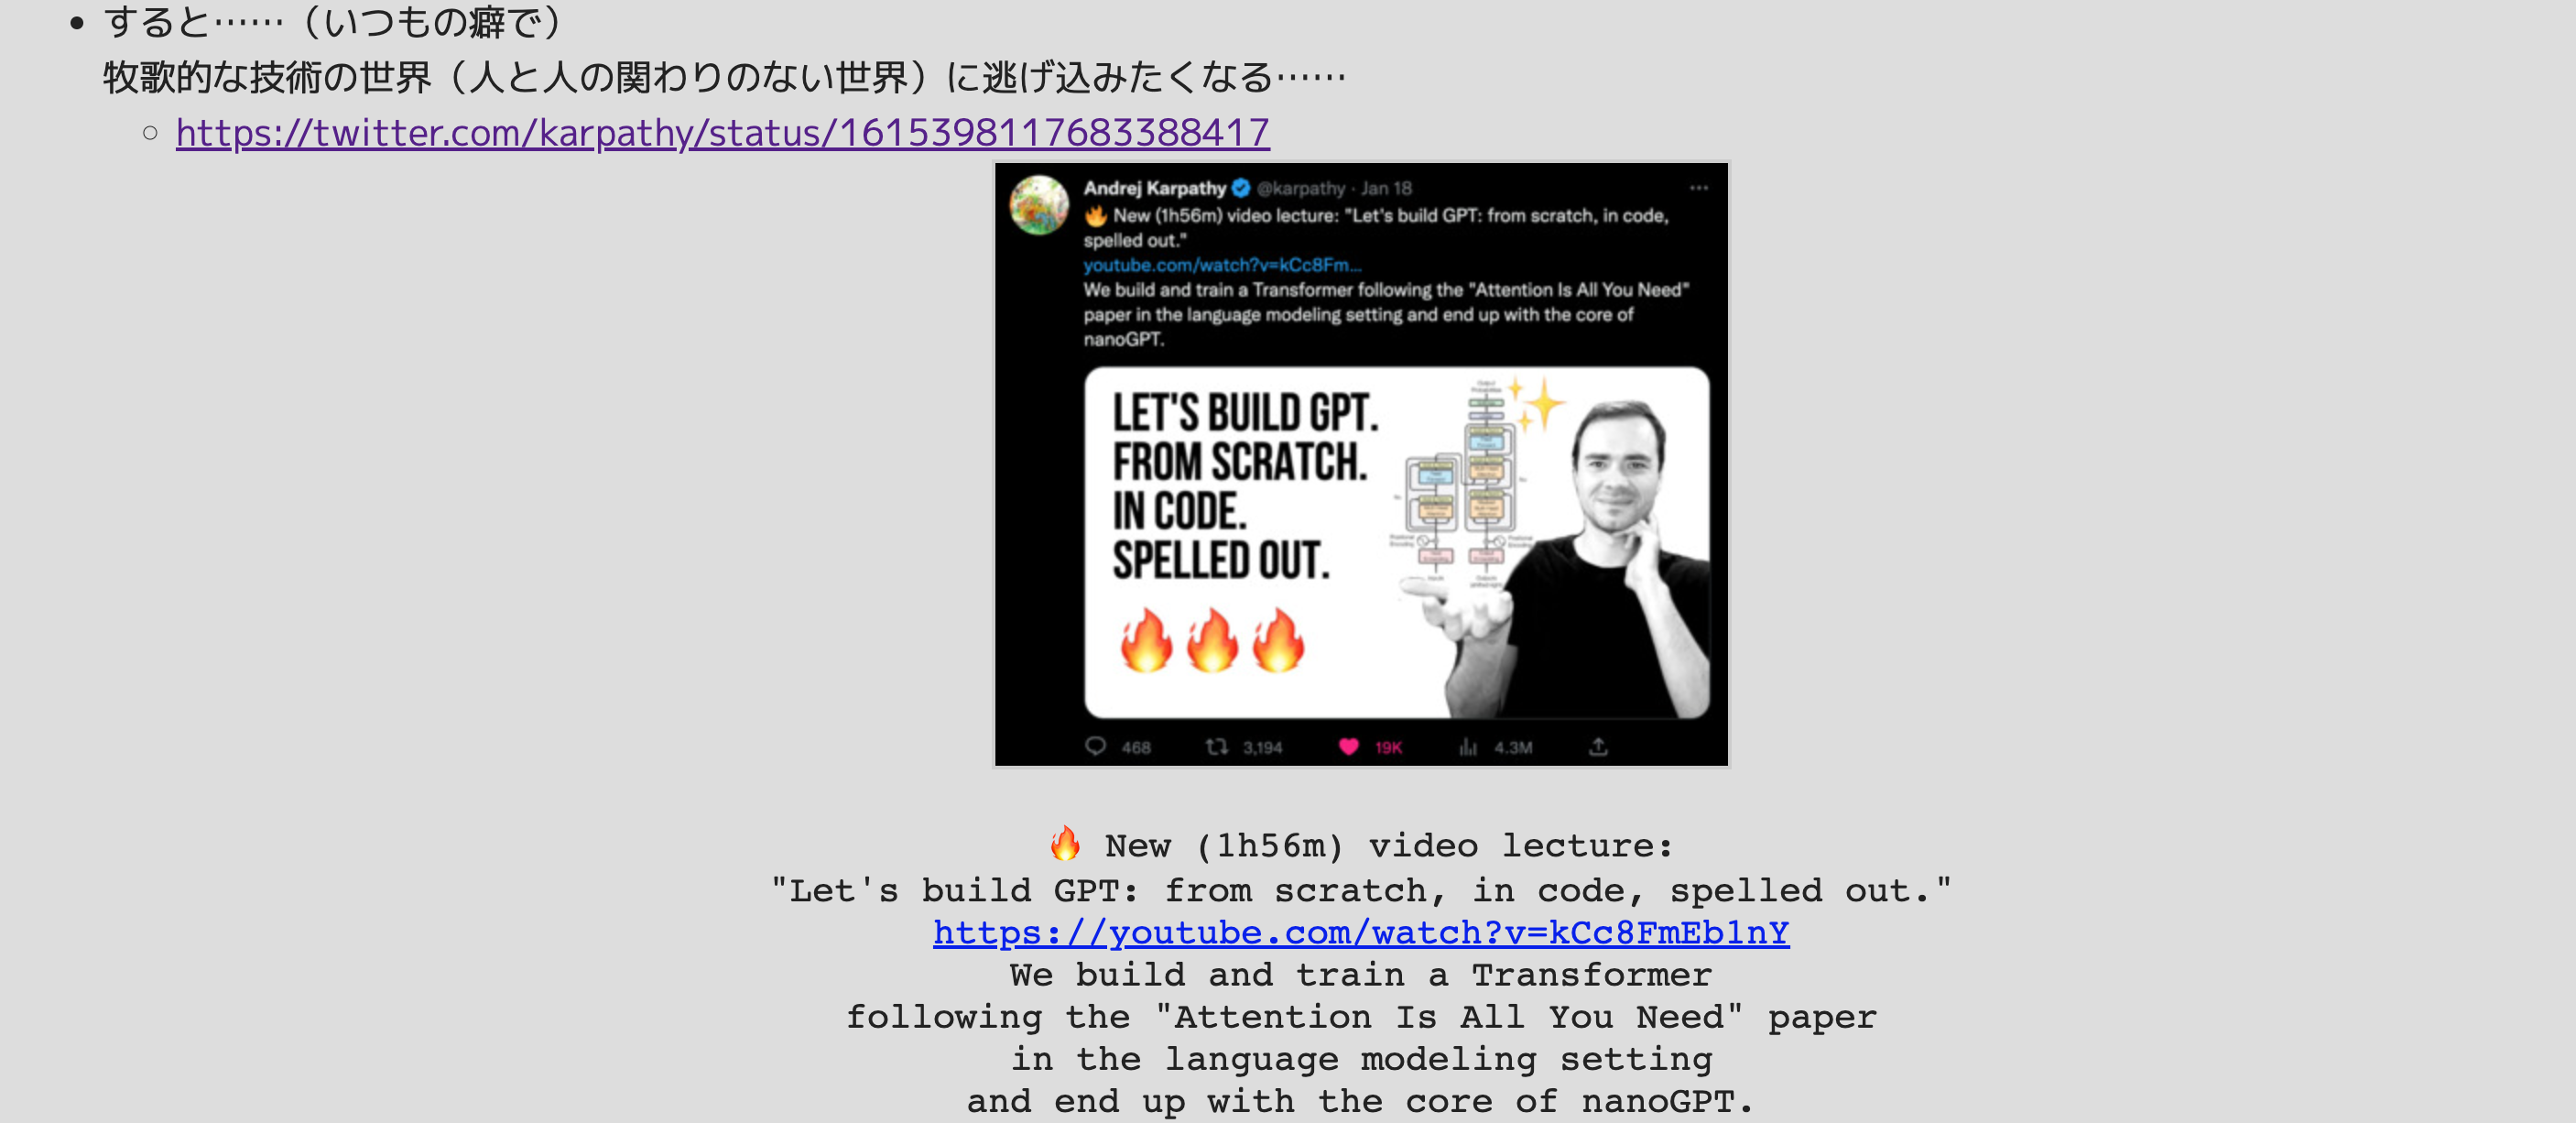 すると……（いつもの癖で）
牧歌的な技術の世界（人と人の関わりのない世界）に逃げ込みたくなる……
https://twitter.com/karpathy/status/1615398117683388417
Andrej Karpathy @karpathy · Jan 18
🔥 New (1h56m) video lecture: "Let's build GPT: from scratch, in code,
spelled out."
youtube.com/watch?v=kCc8Fm...
We build and train a Transformer following the "Attention Is All You Need"
paper in the language modeling setting and end up with the core of
nanoGPT.
LET'S BUILD GPT.
FROM SCRATCH.
IN CODE.
SPELLED OUT.
468 3,194 19K 4.3M
🔥 New (1h56m) video lecture:
"Let's build GPT: from scratch, in code, spelled out."
https://youtube.com/watch?v=kCc8FmEb1nY
We build and train a Transformer
following the "Attention Is All You Need" paper
in the language modeling setting
and end up with the core of nanoGPT.